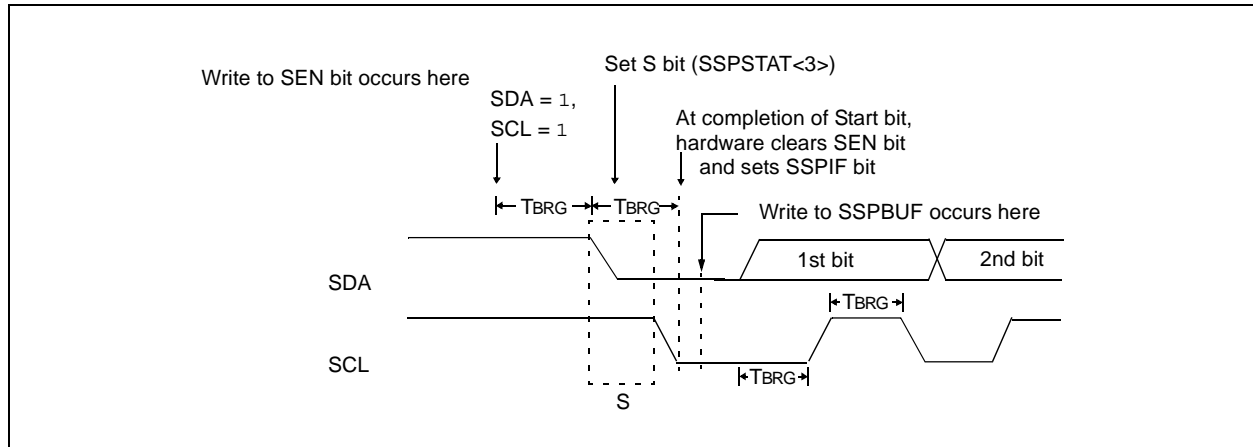 Write to SEN bit occurs here
Set S bit (SSPSTAT<3>)
SDA = 1,
SCL = 1
At completion of Start bit,
hardware clears SEN bit
and sets SSPIF bit
TBRG
TBRG
Write to SSPBUF occurs here
SDA
1st bit
2nd bit
TBRG
SCL
TBRG
S